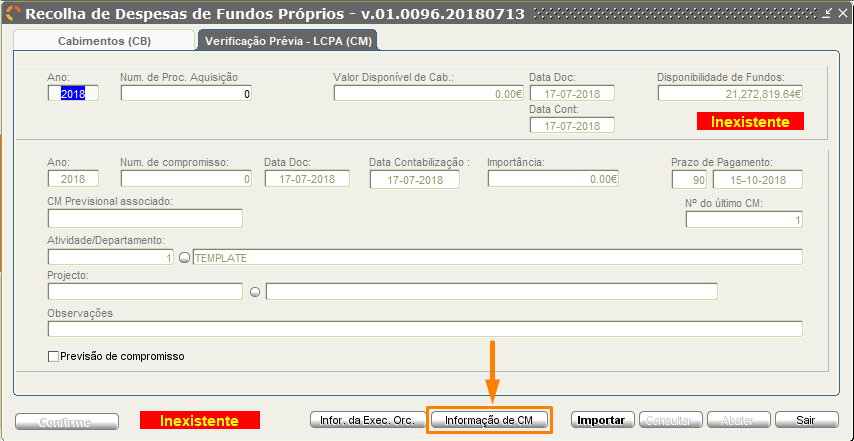 Recolha de Despesas de Fundos Próprios - v.01.0096.20180713
Cabimentos (CB) Verificação Prévia - LCPA (CM)
Ano: Num. de Proc. Aquisição Valor Disponível de Cab.: Data Doc: Disponibilidade de Fundos:
2018 0 0.00€ 17-07-2018 21,272,819.64€
Data Cont: Inexistente
17-07-2018
Ano: Num. de compromisso: Data Doc: Data Contabilização : Importância: Prazo de Pagamento:
2018 0 17-07-2018 17-07-2018 0.00€ 90 15-10-2018
CM Previsional associado: Nº do último CM:
1
Atividade/Departamento:
1 TEMPLATE
Projecto:
Observações
Previsão de compromisso
Confirme Inexistente Infor. da Exec. Orc. Informação de CM Importar Consultar Abater Sair